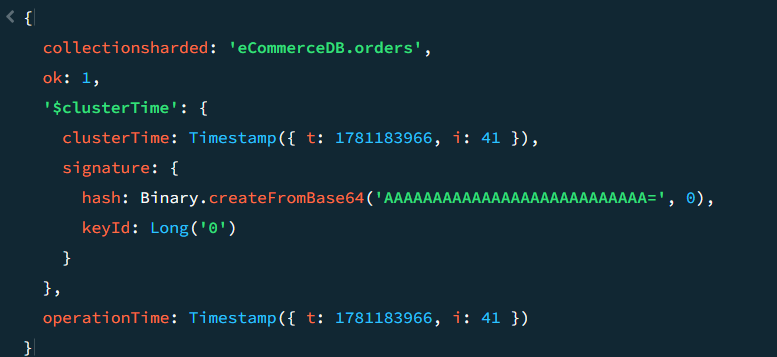 {
collectionsharded: 'eCommerceDB.orders',
ok: 1,
'$clusterTime': {
clusterTime: Timestamp({ t: 1781183966, i: 41 }),
signature: {
hash: Binary.createFromBase64('AAAAAAAAAAAAAAAAAAAAAAAAAAA=', 0),
keyId: Long('0')
}
},
operationTime: Timestamp({ t: 1781183966, i: 41 })
}